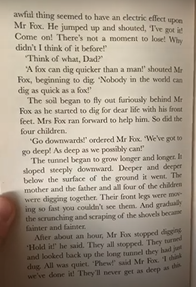 awful thing seemed to have an electric effect upon
Mr Fox. He jumped up and shouted, 'I've got it!
Come on! There's not a moment to lose! Why
didn't I think of it before!'
'Think of what, Dad?'
'A fox can dig quicker than a man!' shouted Mr
Fox, beginning to dig. 'Nobody in the world can
dig as quick as a fox!'
The soil began to fly out furiously behind Mr
Fox as he started to dig for dear life with his front
feet. Mrs Fox ran forward to help him. So did the
four children.
'Go downwards!' ordered Mr Fox. 'We've got to
go deep! As deep as we possibly can!'
The tunnel began to grow longer and longer. It
sloped steeply downward. Deeper and deeper
below the surface of the ground it went. The
mother and the father and all four of the children
were digging together. Their front legs were mov-
ing so fast you couldn't see them. And gradually
the scrunching and scraping of the shovels became
fainter and fainter.
After about an hour, Mr Fox stopped digging.
'Hold it!' he said. They all stopped. They turned
and looked back up the long tunnel they had just
dug. All was quiet. 'Phew!' said Mr Fox. 'I think
we've done it! They'll never get as deep as this.